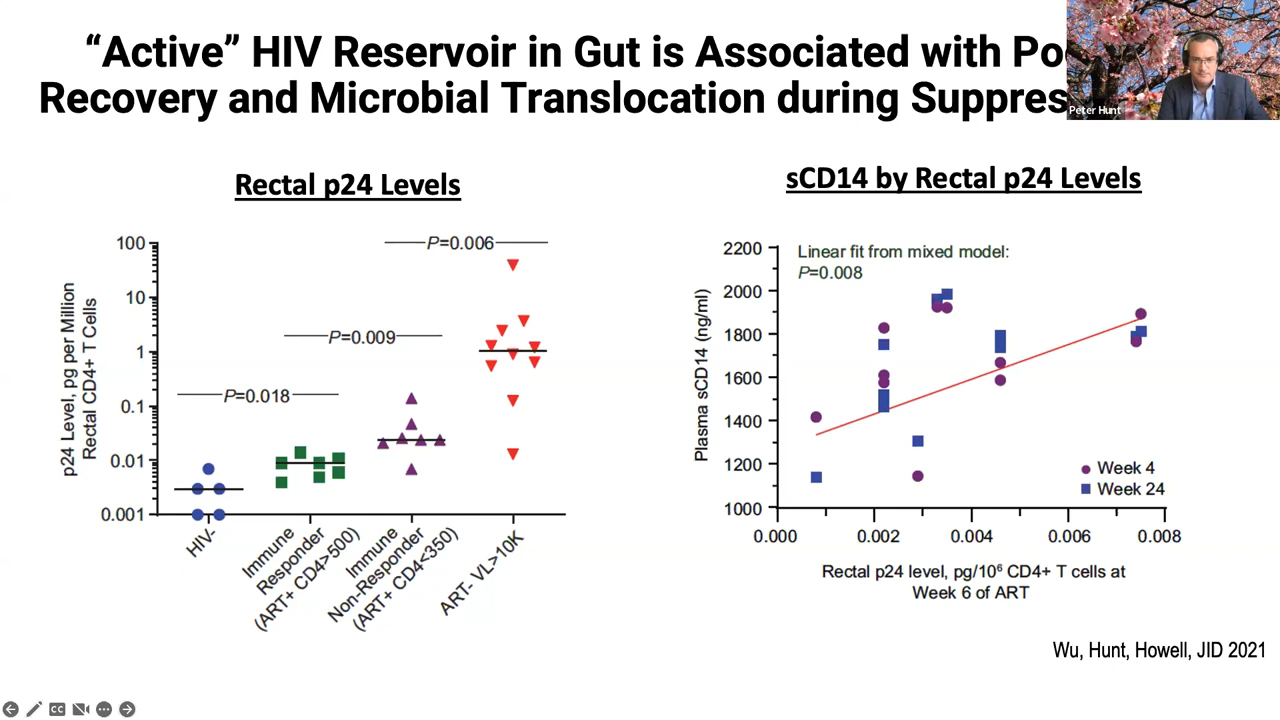 “Active” HIV Reservoir in Gut is Associated with
Recovery and Microbial Translocation during
Peter Hunt
Rectal p24 Levels
p24 Level, pg per Million
Rectal CD4+ T Cells
100
10
1
0.1
0.01
0.001
P=0.006
P=0.009
P=0.018
HIV-
Immune
Responder
(ART+ CD4>500)
Immune
Non-Responder
(ART+ CD4<350)
ART- VL>10K
sCD14 by Rectal p24 Levels
Plasma sCD14 (ng/ml)
2200
2000
1800
1600
1400
1200
1000
Linear fit from mixed model:
P=0.008
Week 4
Week 24
0.000 0.002 0.004 0.006 0.008
Rectal p24 level, pg/10⁶ CD4+ T cells at
Week 6 of ART
Wu, Hunt, Howell, JID 2021
CC